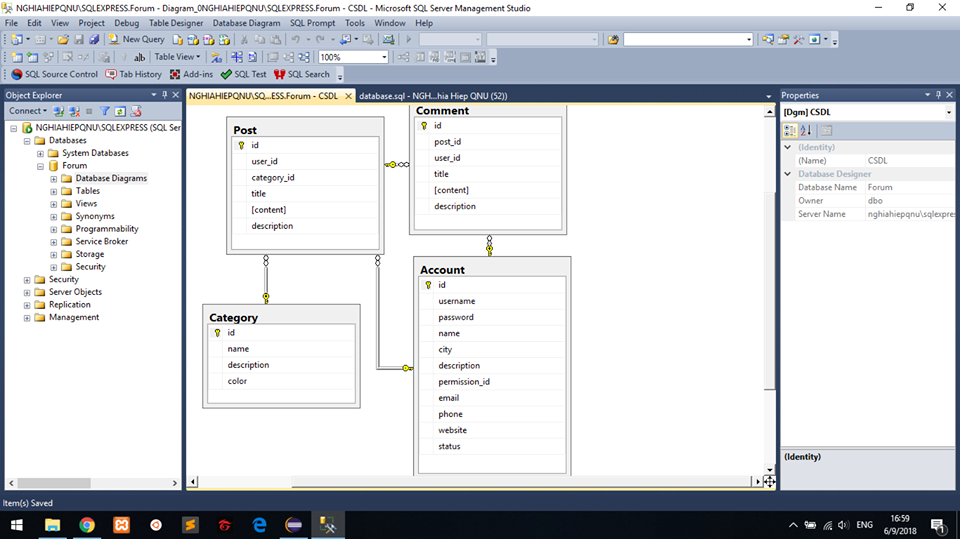 NGHIAHIEPQNU\SQLEXPRESS.Forum - Diagram_0NGHIAHIEPQNU\SQLEXPRESS.Forum - CSDL - Microsoft SQL Server Management Studio
File Edit View Project Debug Table Designer Database Diagram SQL Prompt Tools Window Help
New Query
Table View 100%
SQL Source Control Tab History Add-ins SQL Test SQL Search
Object Explorer
Connect
NGHIAHIEPQNU\SQLEXPRESS (SQL Ser
Databases
System Databases
Forum
Database Diagrams
Tables
Views
Synonyms
Programmability
Service Broker
Storage
Security
Security
Server Objects
Replication
Management
NGHIAHIEPQNU\SQ...ESS.Forum - CSDL database.sql - NGH...hia Hiep QNU (52))
Post
id
user_id
category_id
title
[content]
description
Comment
id
post_id
user_id
title
[content]
description
Category
id
name
description
color
Account
id
username
password
name
city
description
permission_id
email
phone
website
status
Properties
[Dgm] CSDL
(Identity)
(Name) CSDL
Database Designer
Database Name Forum
Owner dbo
Server Name nghiahiepqnu\sqlexpres
(Identity)
Item(s) Saved
ENG
16:59
6/9/2018
1